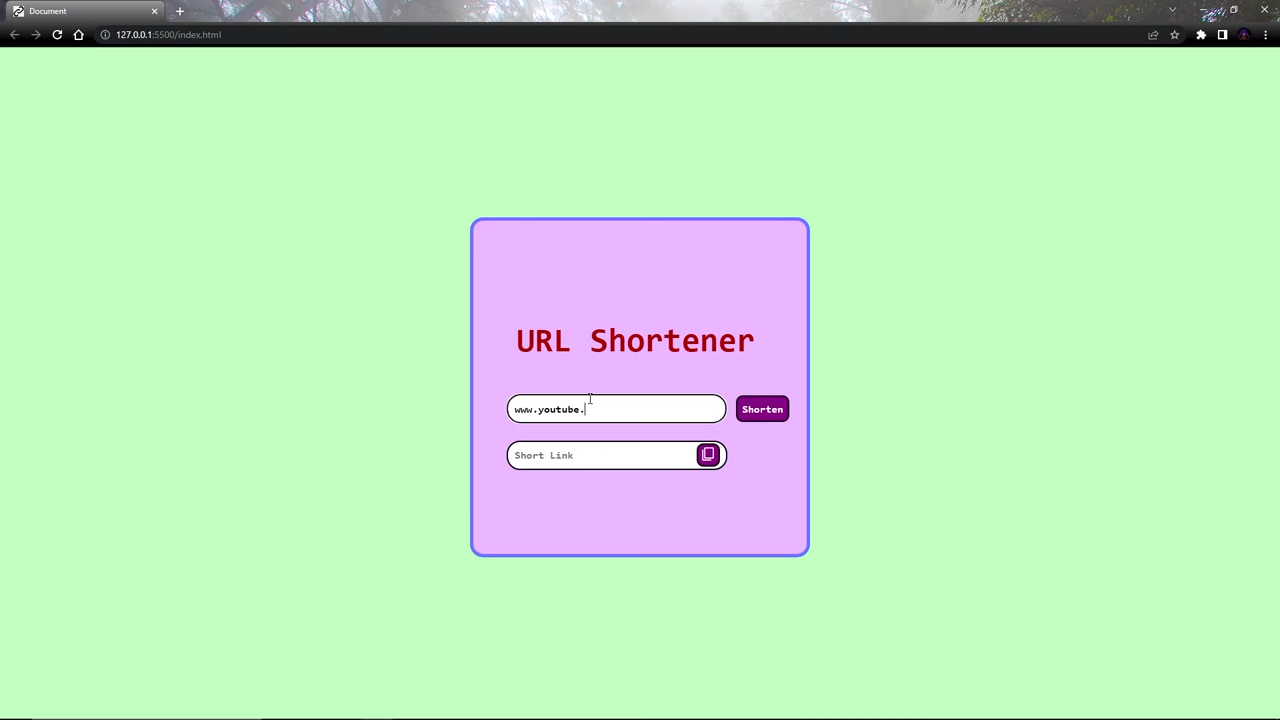 Document
127.0.0.1:5500/index.html
URL Shortener
www.youtube.
Shorten
Short Link